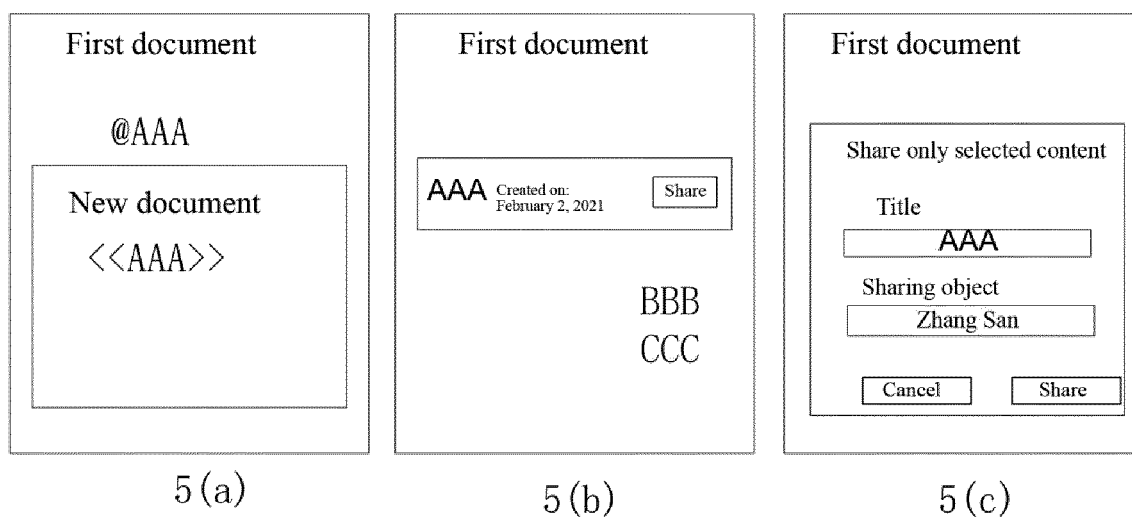 First document
@AAA
New document
<<AAA>>
5(a)
First document
AAA
Created on:
February 2, 2021
Share
BBB
CCC
5(b)
First document
Share only selected content
Title
AAA
Sharing object
Zhang San
Cancel
Share
5(c)